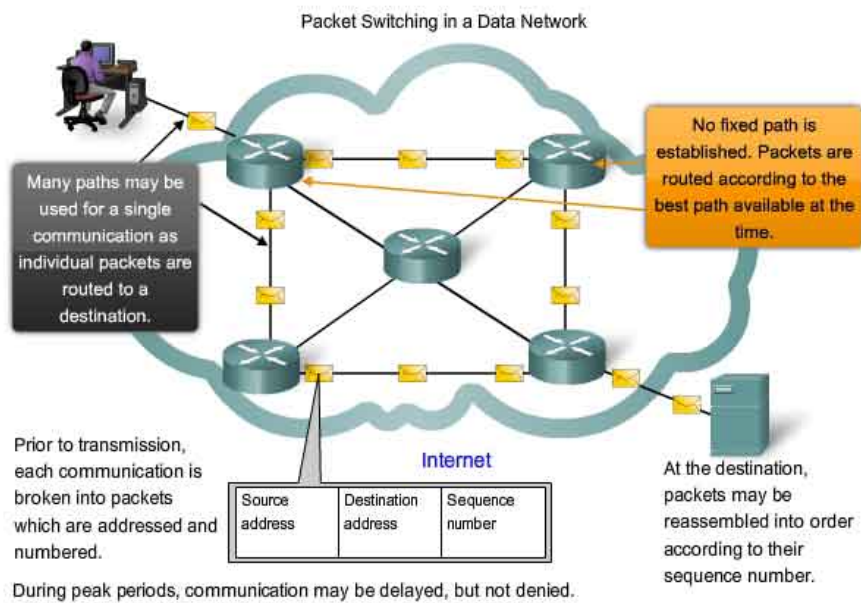 Packet Switching in a Data Network
Many paths may be
used for a single
communication as
individual packets are
routed to a
destination.
No fixed path is
established. Packets are
routed according to the
best path available at the
time.
Prior to transmission,
each communication is
broken into packets
which are addressed and
numbered.
Internet
Source
address
Destination
address
Sequence
number
At the destination,
packets may be
reassembled into order
according to their
sequence number.
During peak periods, communication may be delayed, but not denied.